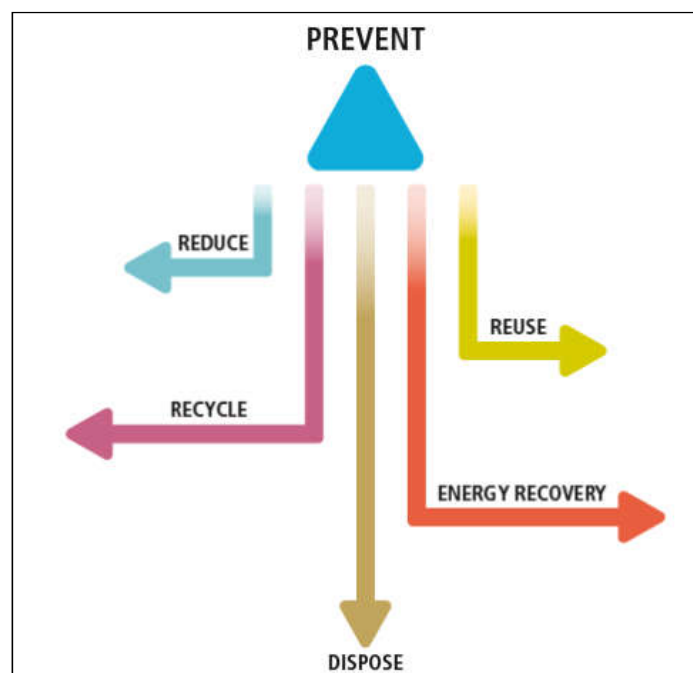 PREVENT
REDUCE
REUSE
RECYCLE
ENERGY RECOVERY
DISPOSE